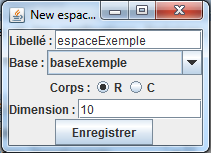 New espac...
Libellé : espaceExemple
Base : baseExemple
Corps : R C
Dimension : 10
Enregistrer